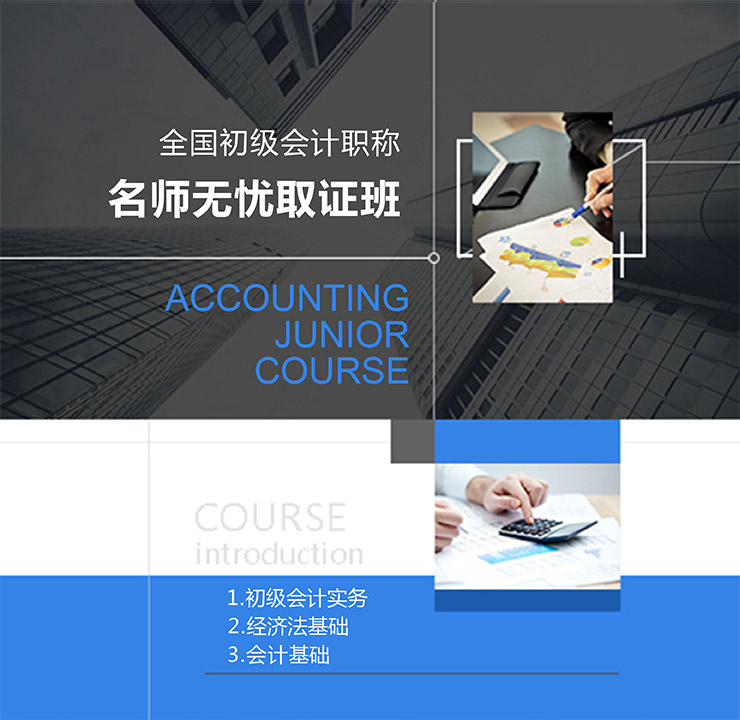 全国初级会计职称
名师无忧取证班
ACCOUNTING
JUNIOR
COURSE
COURSE
introduction
1.初级会计实务
2.经济法基础
3.会计基础